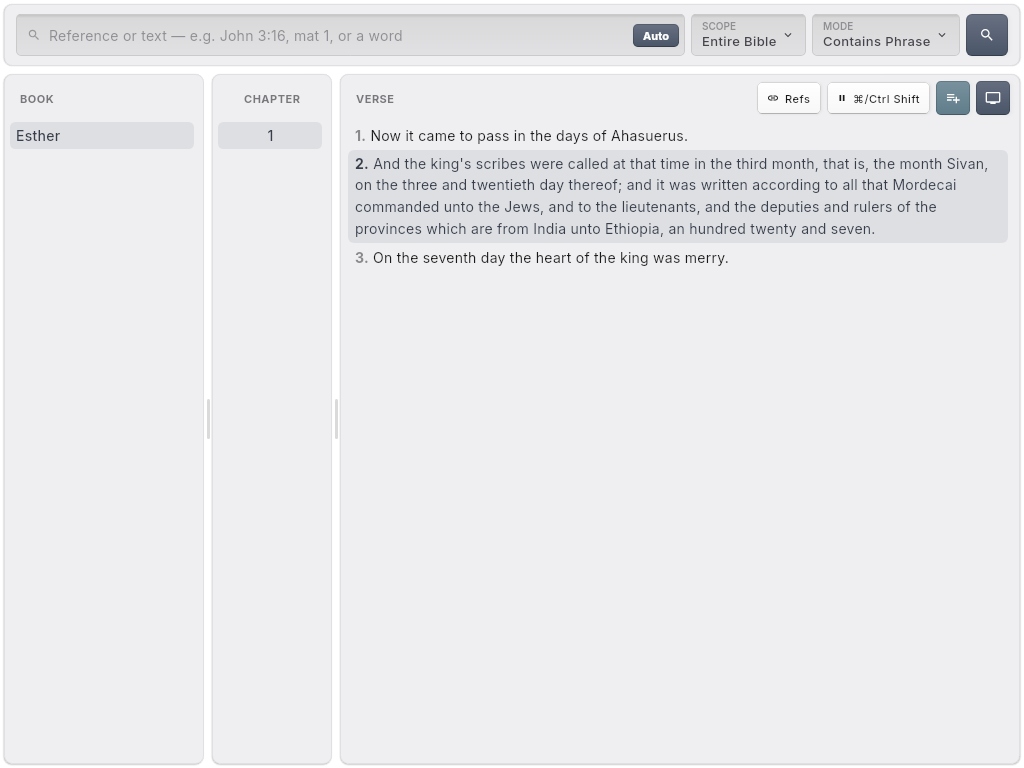 Reference or text — e.g. John 3:16, mat 1, or a word
Auto
SCOPE
Entire Bible
MODE
Contains Phrase
BOOK
Esther
CHAPTER
1
VERSE
Refs
⌘/Ctrl Shift
1. Now it came to pass in the days of Ahasuerus.
2. And the king's scribes were called at that time in the third month, that is, the month Sivan,
on the three and twentieth day thereof; and it was written according to all that Mordecai
commanded unto the Jews, and to the lieutenants, and the deputies and rulers of the
provinces which are from India unto Ethiopia, an hundred twenty and seven.
3. On the seventh day the heart of the king was merry.